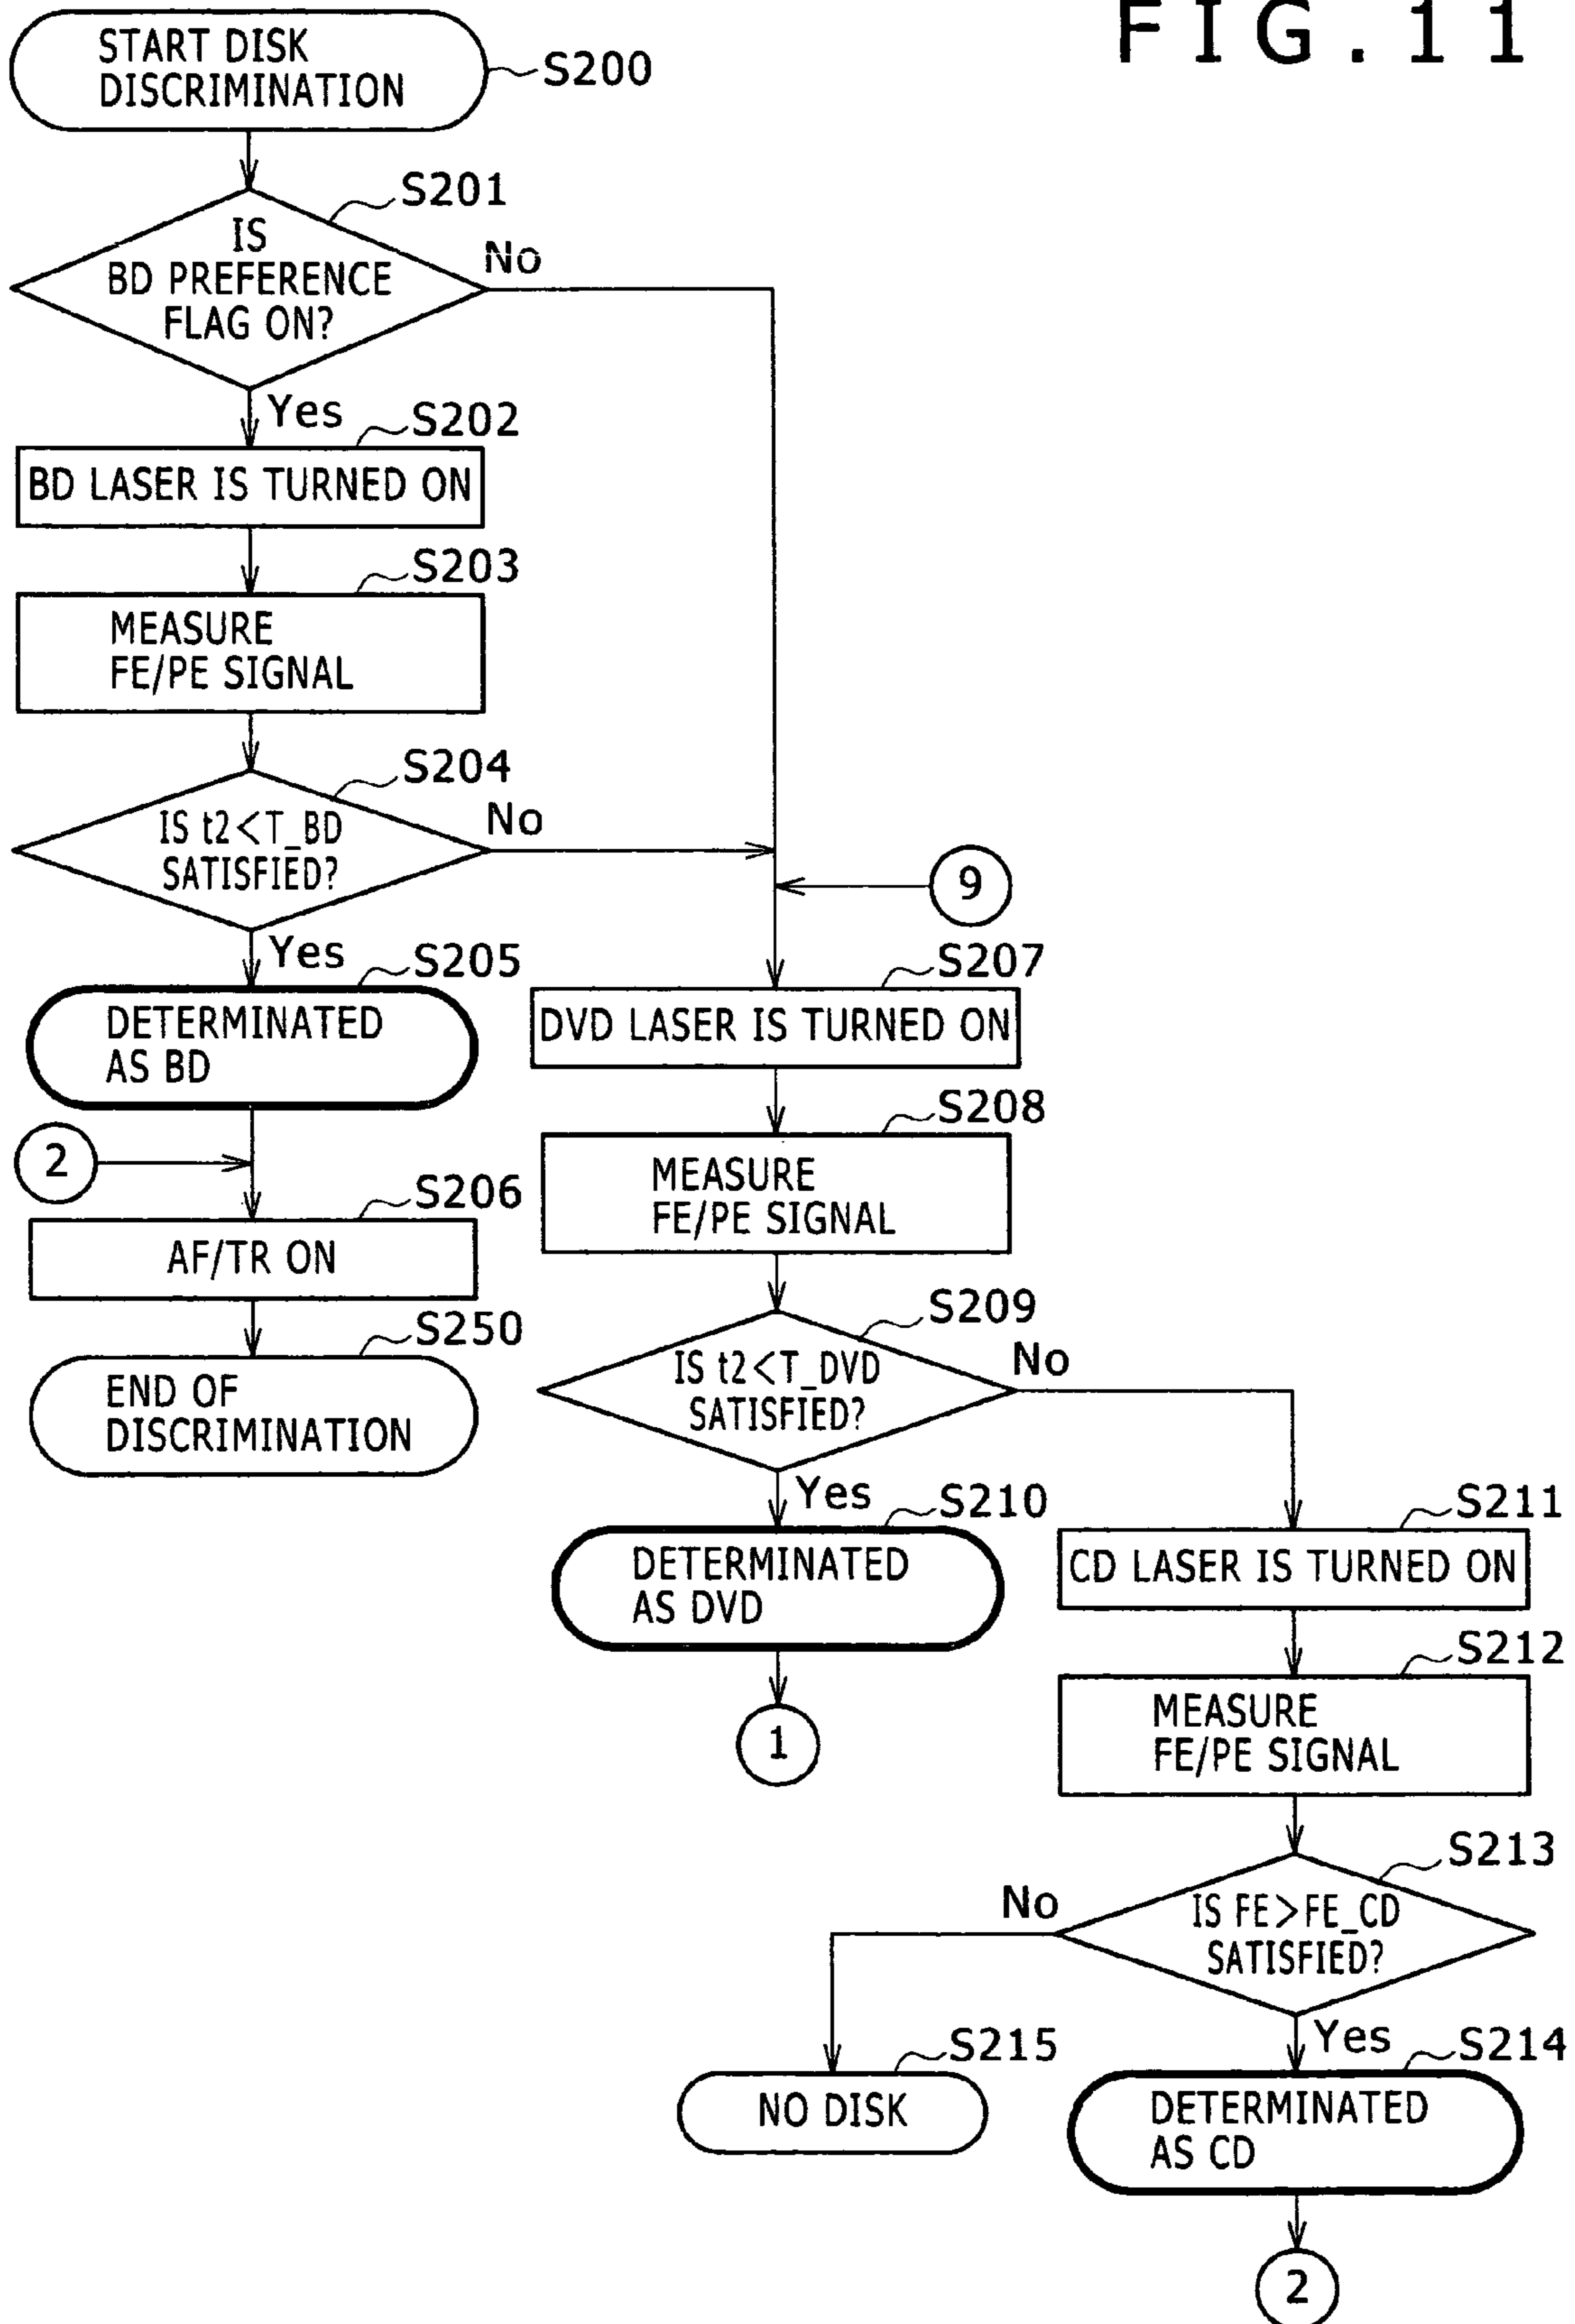 FIG.11
START DISK
DISCRIMINATION
S200
S201
IS
BD PREFERENCE
FLAG ON?
No
Yes
S202
BD LASER IS TURNED ON
S203
MEASURE
FE/PE SIGNAL
S204
IS t2<T_BD
SATISFIED?
No
9
Yes
S205
DETERMINATED
AS BD
2
S206
AF/TR ON
S250
END OF
DISCRIMINATION
S207
DVD LASER IS TURNED ON
S208
MEASURE
FE/PE SIGNAL
S209
IS t2<T_DVD
SATISFIED?
No
Yes
S210
DETERMINATED
AS DVD
1
S211
CD LASER IS TURNED ON
S212
MEASURE
FE/PE SIGNAL
S213
IS FE>FE_CD
SATISFIED?
No
S215
NO DISK
Yes
S214
DETERMINATED
AS CD
2